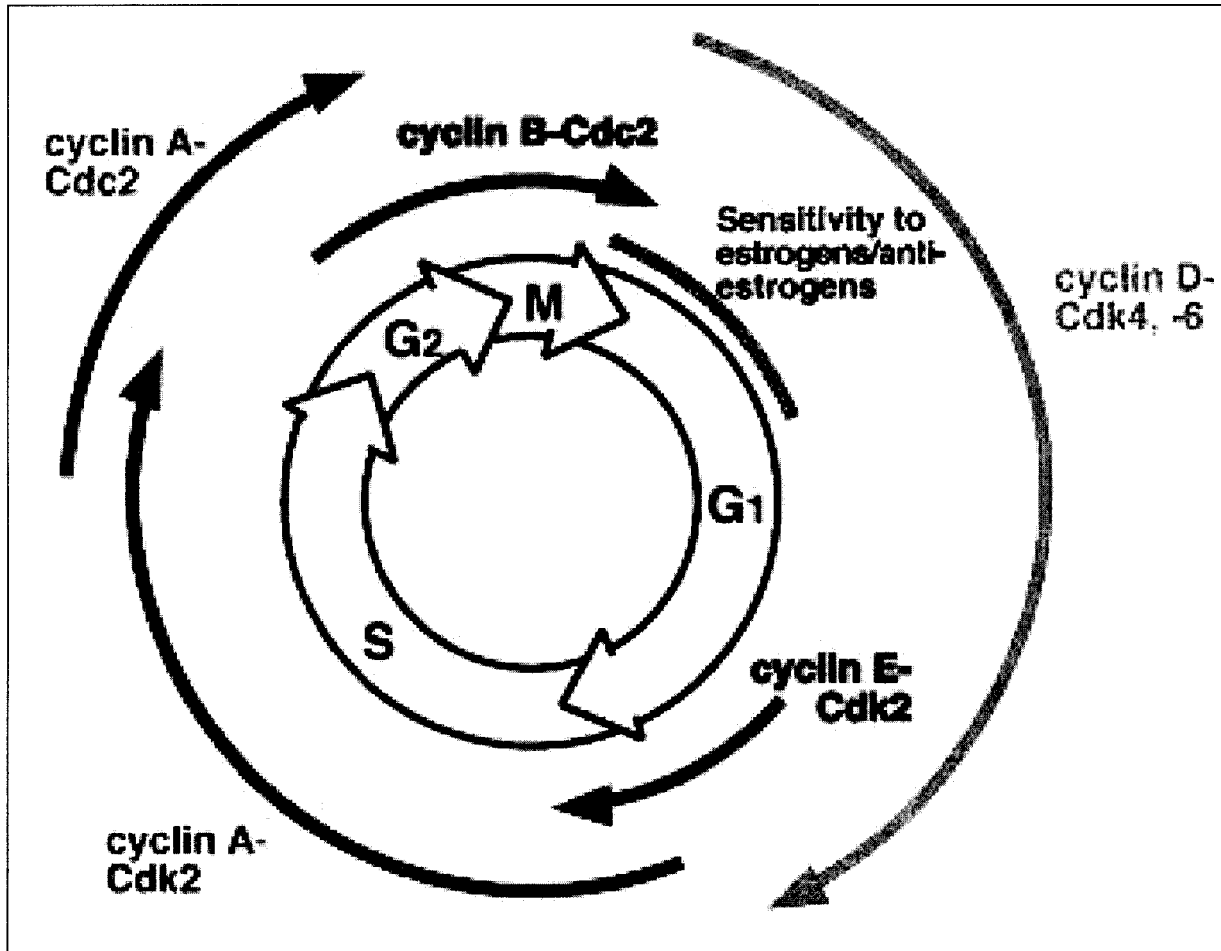 cyclin A-
Cdc2
cyclin B-Cdc2
Sensitivity to
estrogens/anti-
estrogens
cyclin D-
Cdk4, -6
M
G2
G1
S
cyclin E-
Cdk2
cyclin A-
Cdk2